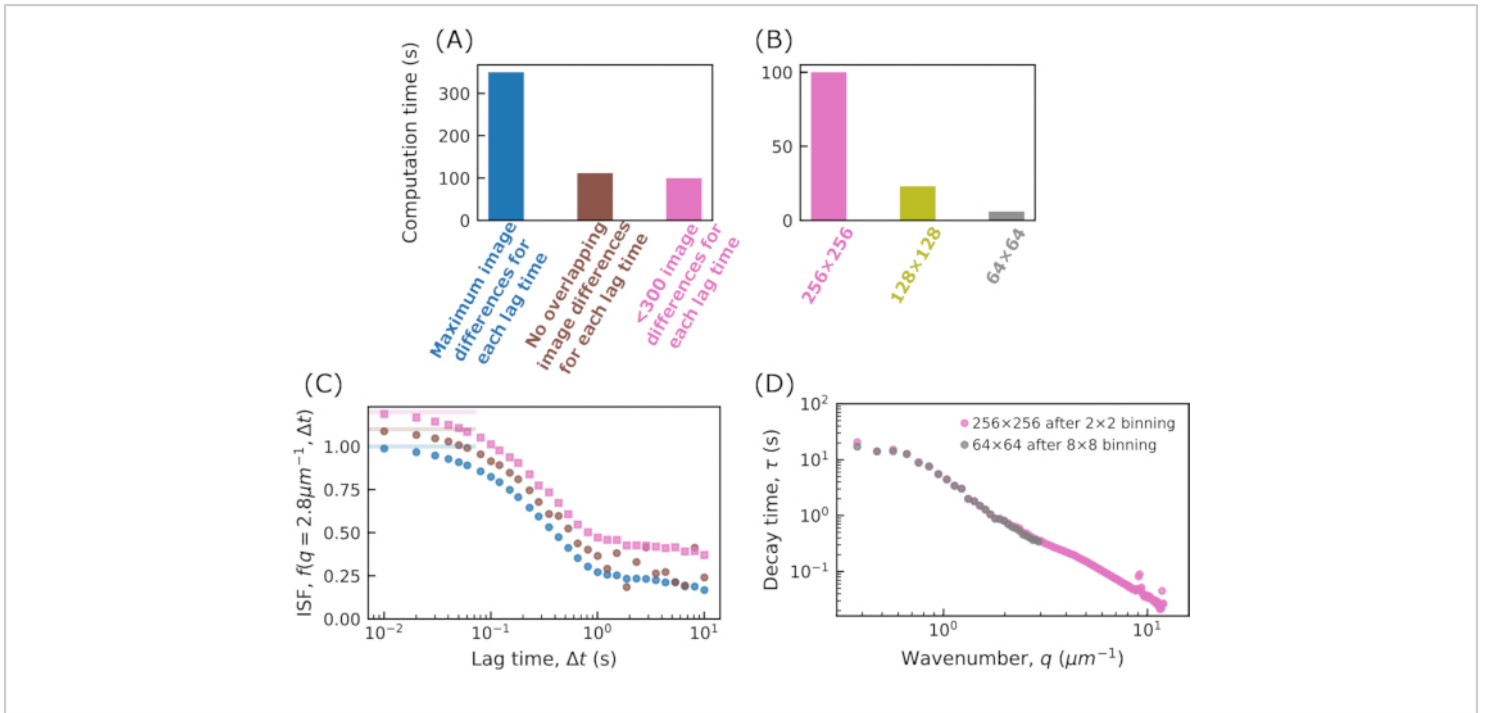 (A)
Computation time (s)
300
200
100
0
Maximum image
differences for
each lag time
No overlapping
image differences
for each lag time
<300 image
differences for
each lag time
(B)
100
50
0
256×256
128×128
64×64
(C)
ISF, f(q = 2.8μm⁻¹, Δt)
1.00
0.75
0.50
0.25
0.00
10⁻²
10⁻¹
10⁰
10¹
Lag time, Δt (s)
(D)
Decay time, τ (s)
10²
10¹
10⁰
10⁻¹
256×256 after 2×2 binning
64×64 after 8×8 binning
10⁰
10¹
Wavenumber, q (μm⁻¹)